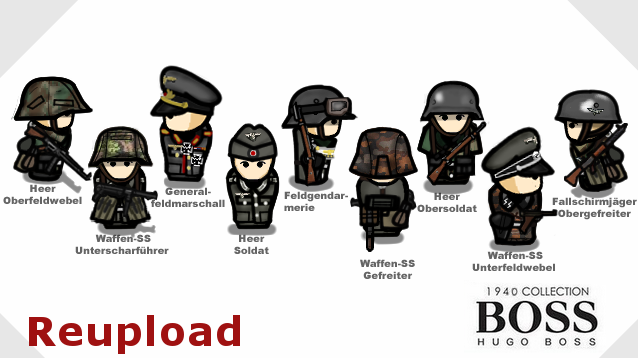 Heer
Oberfeldwebel
Waffen-SS
Unterscharführer
General-
feldmarschall
Heer
Soldat
Feldgendar-
merie
Waffen-SS
Gefreiter
Heer
Obersoldat
Waffen-SS
Unterfeldwebel
Fallschirmjäger
Obergefreiter
Reupload
1940 COLLECTION
BOSS
HUGO BOSS